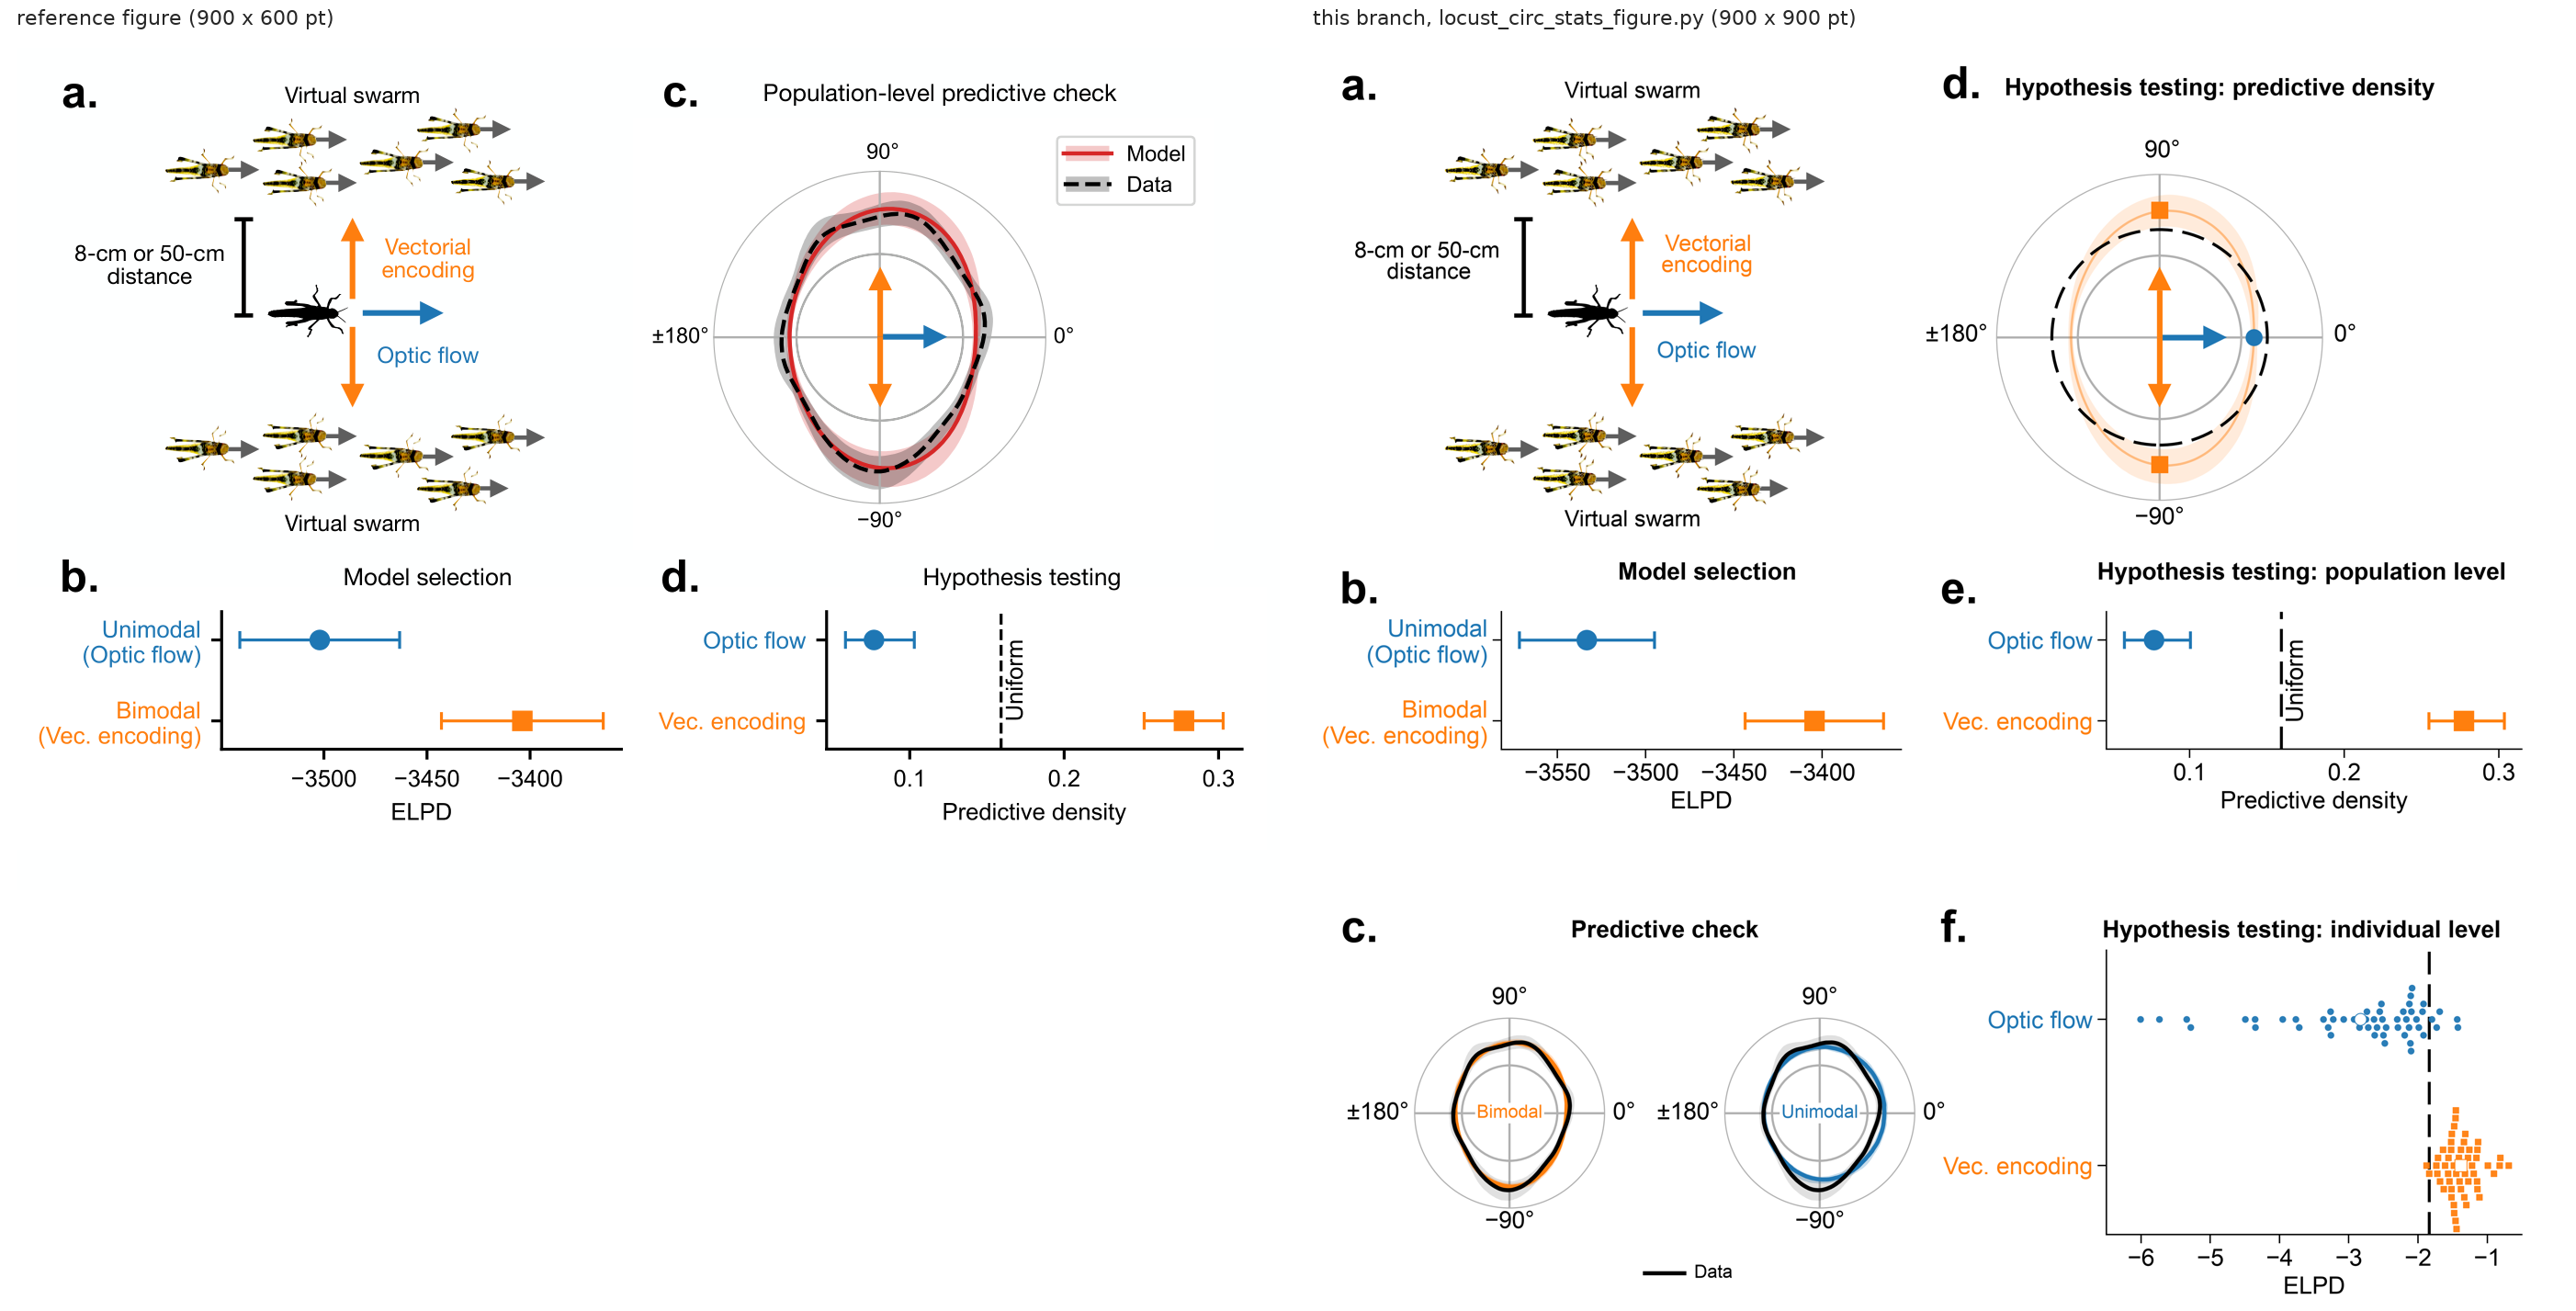 reference figure (900 x 600 pt)
a.
Virtual swarm
8-cm or 50-cm
distance
Vectorial
encoding
Optic flow
Virtual swarm
c.
Population-level predictive check
Model
Data
90°
±180°
0°
−90°
b.
Model selection
Unimodal
(Optic flow)
Bimodal
(Vec. encoding)
−3500
−3450
−3400
ELPD
d.
Hypothesis testing
Optic flow
Vec. encoding
Uniform
0.1
0.2
0.3
Predictive density
this branch, locust_circ_stats_figure.py (900 x 900 pt)
a.
Virtual swarm
8-cm or 50-cm
distance
Vectorial
encoding
Optic flow
Virtual swarm
d.
Hypothesis testing: predictive density
90°
±180°
0°
−90°
b.
Model selection
Unimodal
(Optic flow)
Bimodal
(Vec. encoding)
−3550
−3500
−3450
−3400
ELPD
e.
Hypothesis testing: population level
Optic flow
Vec. encoding
Uniform
0.1
0.2
0.3
Predictive density
c.
Predictive check
90°
±180°
Bimodal
0°
−90°
90°
±180°
Unimodal
0°
−90°
Data
f.
Hypothesis testing: individual level
Optic flow
Vec. encoding
−6
−5
−4
−3
−2
−1
ELPD